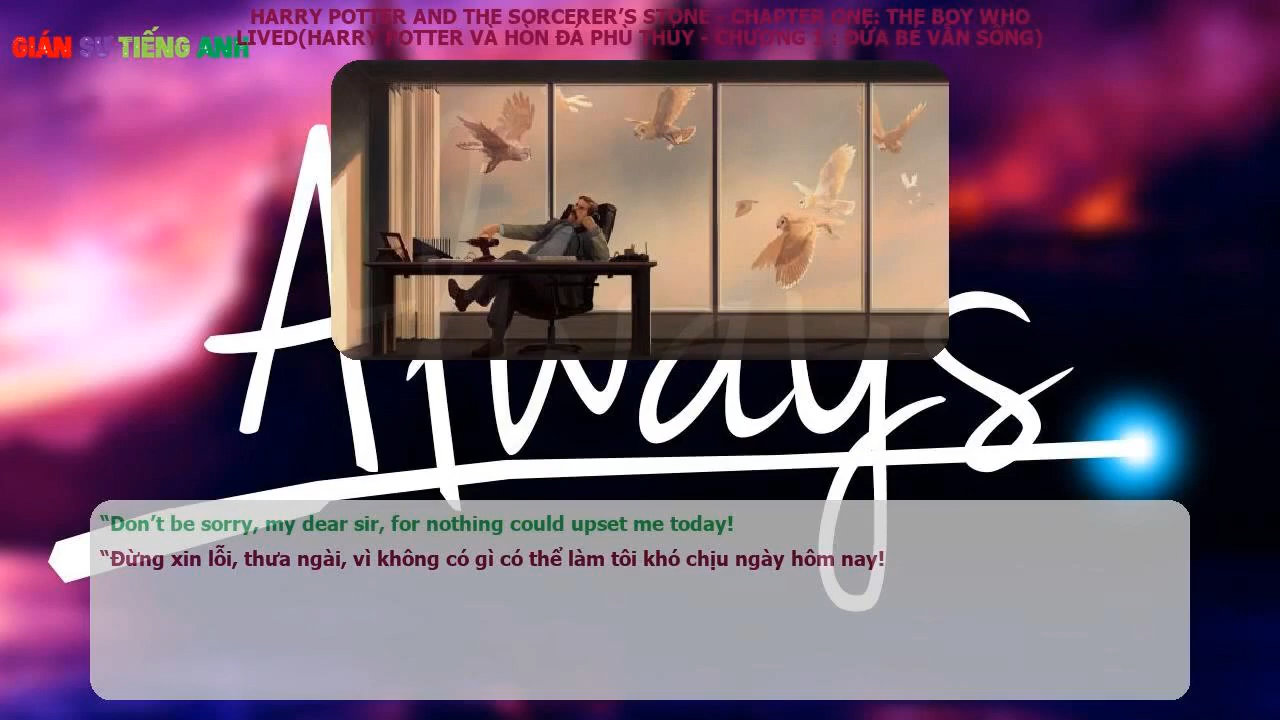 HARRY POTTER AND THE SORCERER’S STONE - CHAPTER ONE: THE BOY WHO
LIVED(HARRY POTTER VÀ HÒN ĐÁ PHÙ THỦY - CHƯƠNG 1 : ĐỨA BÉ VẪN SỐNG)
GIÁN SƯ TIẾNG ANH
Always
“Don’t be sorry, my dear sir, for nothing could upset me today!
“Đừng xin lỗi, thưa ngài, vì không có gì có thể làm tôi khó chịu ngày hôm nay!